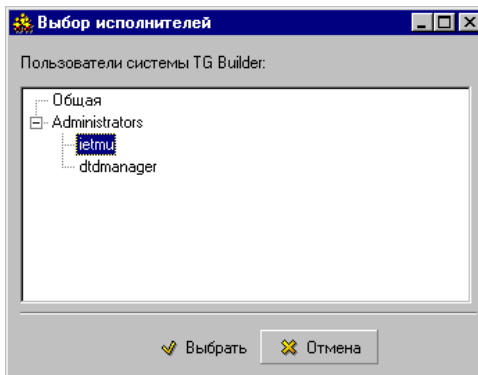 Выбор исполнителей
Пользователи системы TG Builder:
Общая
Administrators
ietmu
dtdmanager
Выбрать
Отмена